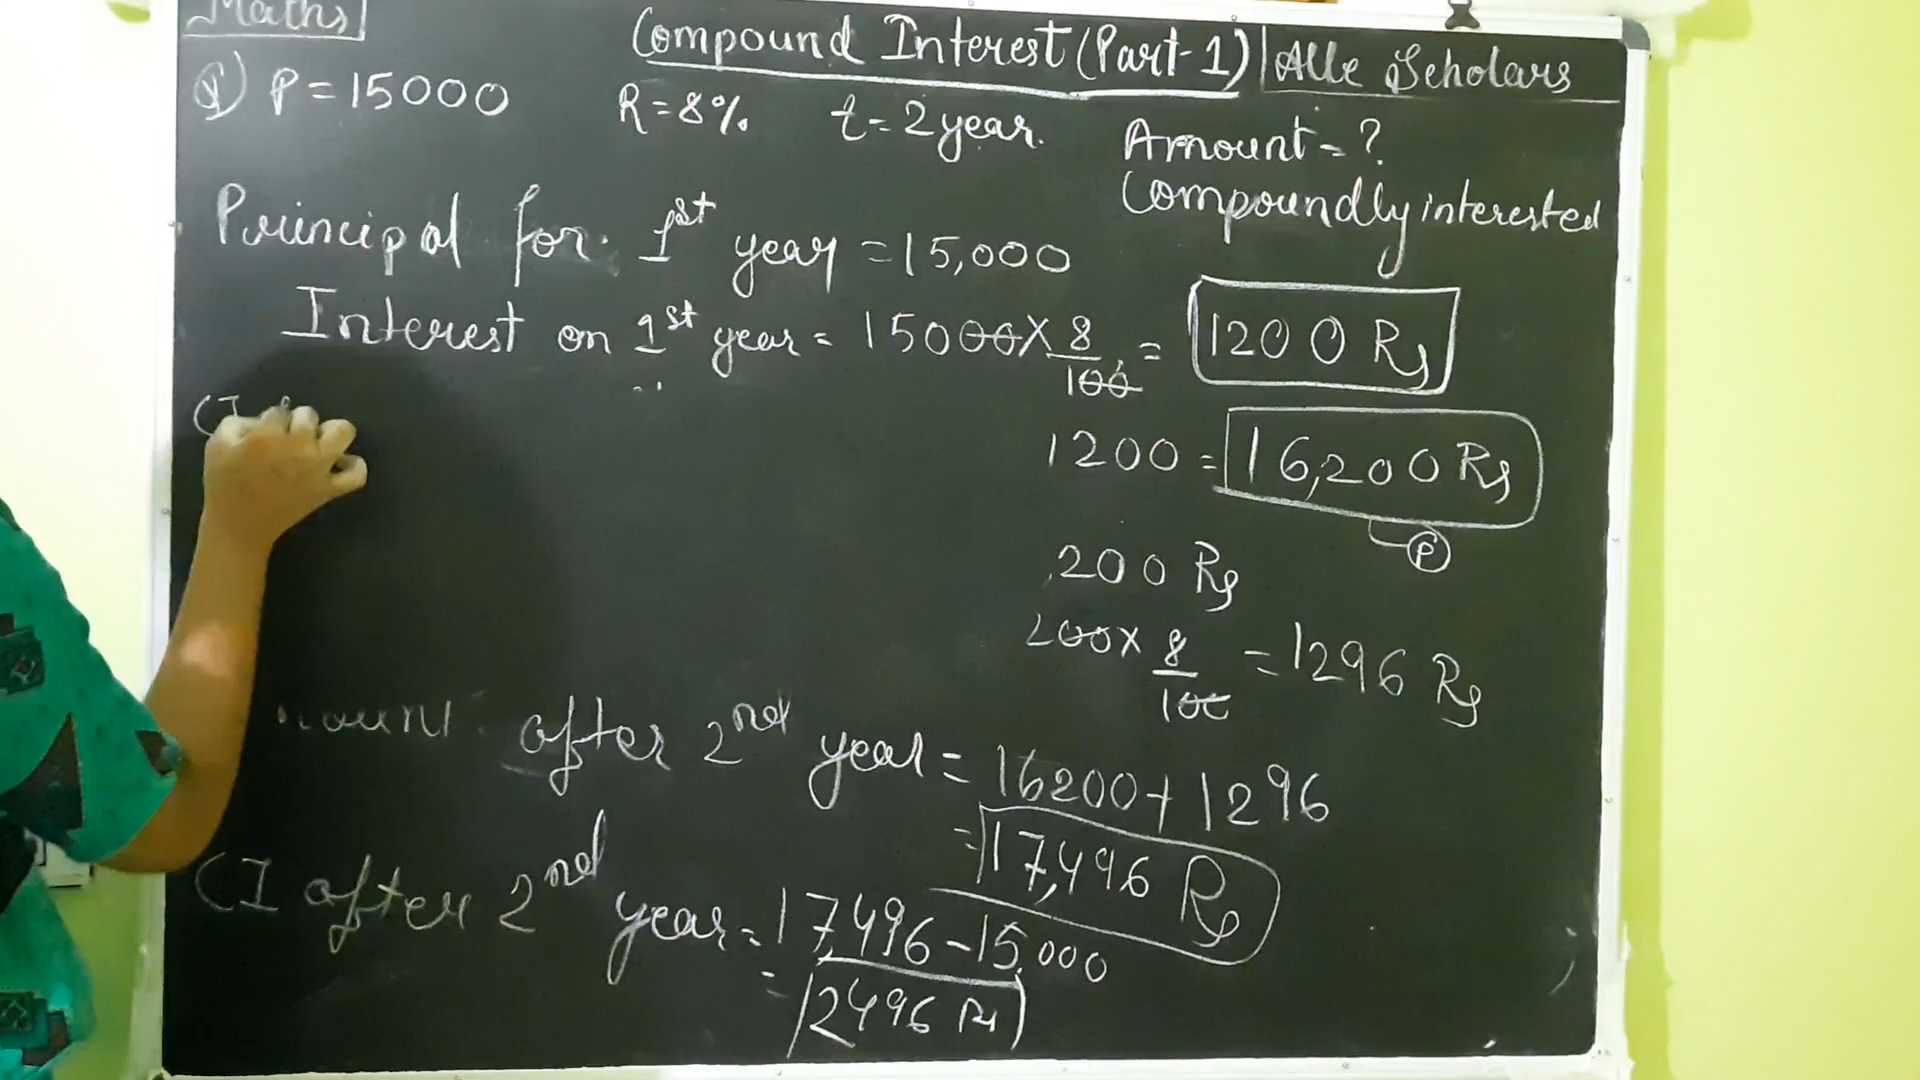 Maths
Compound Interest (Part-1) | Alle Scholars
Q) P = 15000 R = 8% t = 2 year. Amount = ?
Compoundly interested
Principal for 1st year = 15,000
Interest on 1st year = 15000 × 8/100 = 1200 Rs
CI
1200 = 16,200 Rs
P
200 Rs
200 × 8/100 = 1296 Rs
after 2nd year = 16200 + 1296
= 17,496 Rs
CI after 2nd year = 17,496 - 15,000
= 2496 Rs